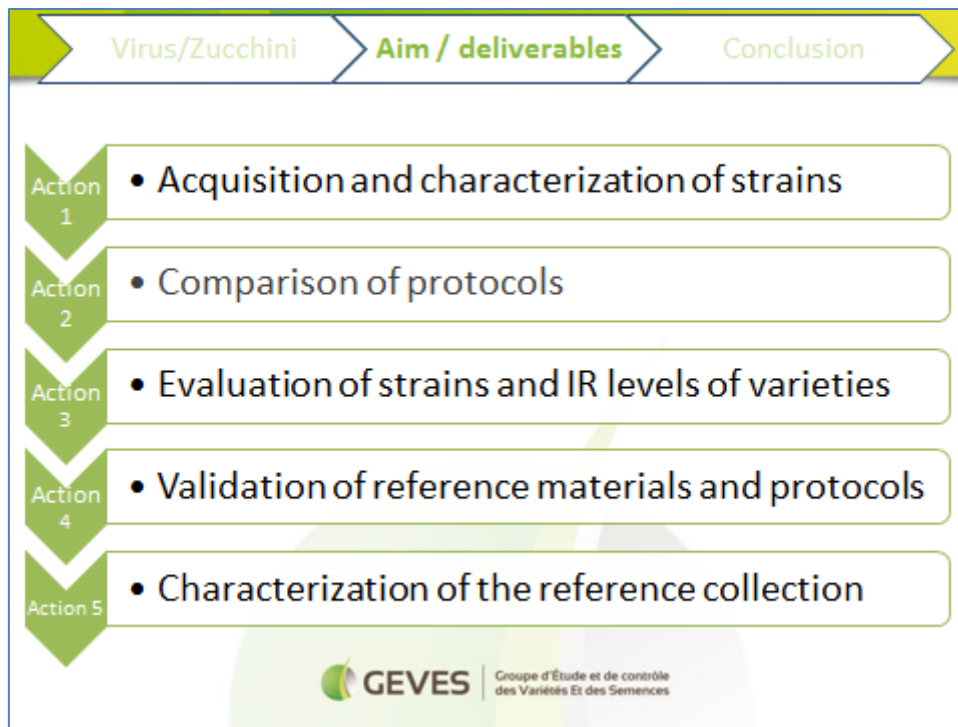 Virus/Zucchini
Aim / deliverables
Conclusion
Action
1
• Acquisition and characterization of strains
Action
2
• Comparison of protocols
Action
3
• Evaluation of strains and IR levels of varieties
Action
4
• Validation of reference materials and protocols
Action 5
• Characterization of the reference collection
GEVES
Groupe d'Étude et de contrôle
des Variétés Et des Semences